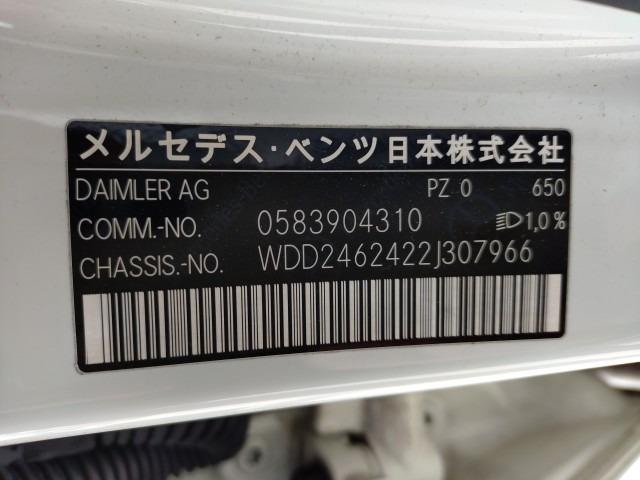 メルセデス・ベンツ日本株式会社
DAIMLER AG PZ 0 650
COMM.-NO. 0583904310 1,0%
CHASSIS.-NO. WDD2462422J307966